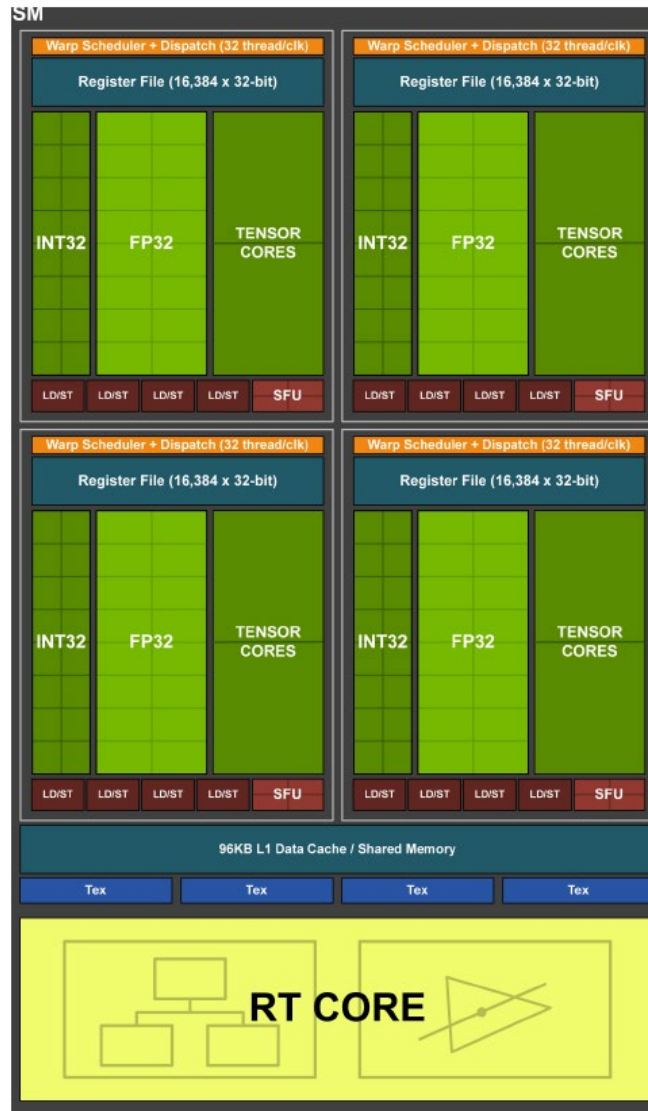 SM
Warp Scheduler + Dispatch (32 thread/clk)
Register File (16,384 x 32-bit)
INT32
FP32
TENSOR
CORES
LD/ST
LD/ST
LD/ST
LD/ST
SFU
Warp Scheduler + Dispatch (32 thread/clk)
Register File (16,384 x 32-bit)
INT32
FP32
TENSOR
CORES
LD/ST
LD/ST
LD/ST
LD/ST
SFU
Warp Scheduler + Dispatch (32 thread/clk)
Register File (16,384 x 32-bit)
INT32
FP32
TENSOR
CORES
LD/ST
LD/ST
LD/ST
LD/ST
SFU
Warp Scheduler + Dispatch (32 thread/clk)
Register File (16,384 x 32-bit)
INT32
FP32
TENSOR
CORES
LD/ST
LD/ST
LD/ST
LD/ST
SFU
96KB L1 Data Cache / Shared Memory
Tex
Tex
Tex
Tex
RT CORE